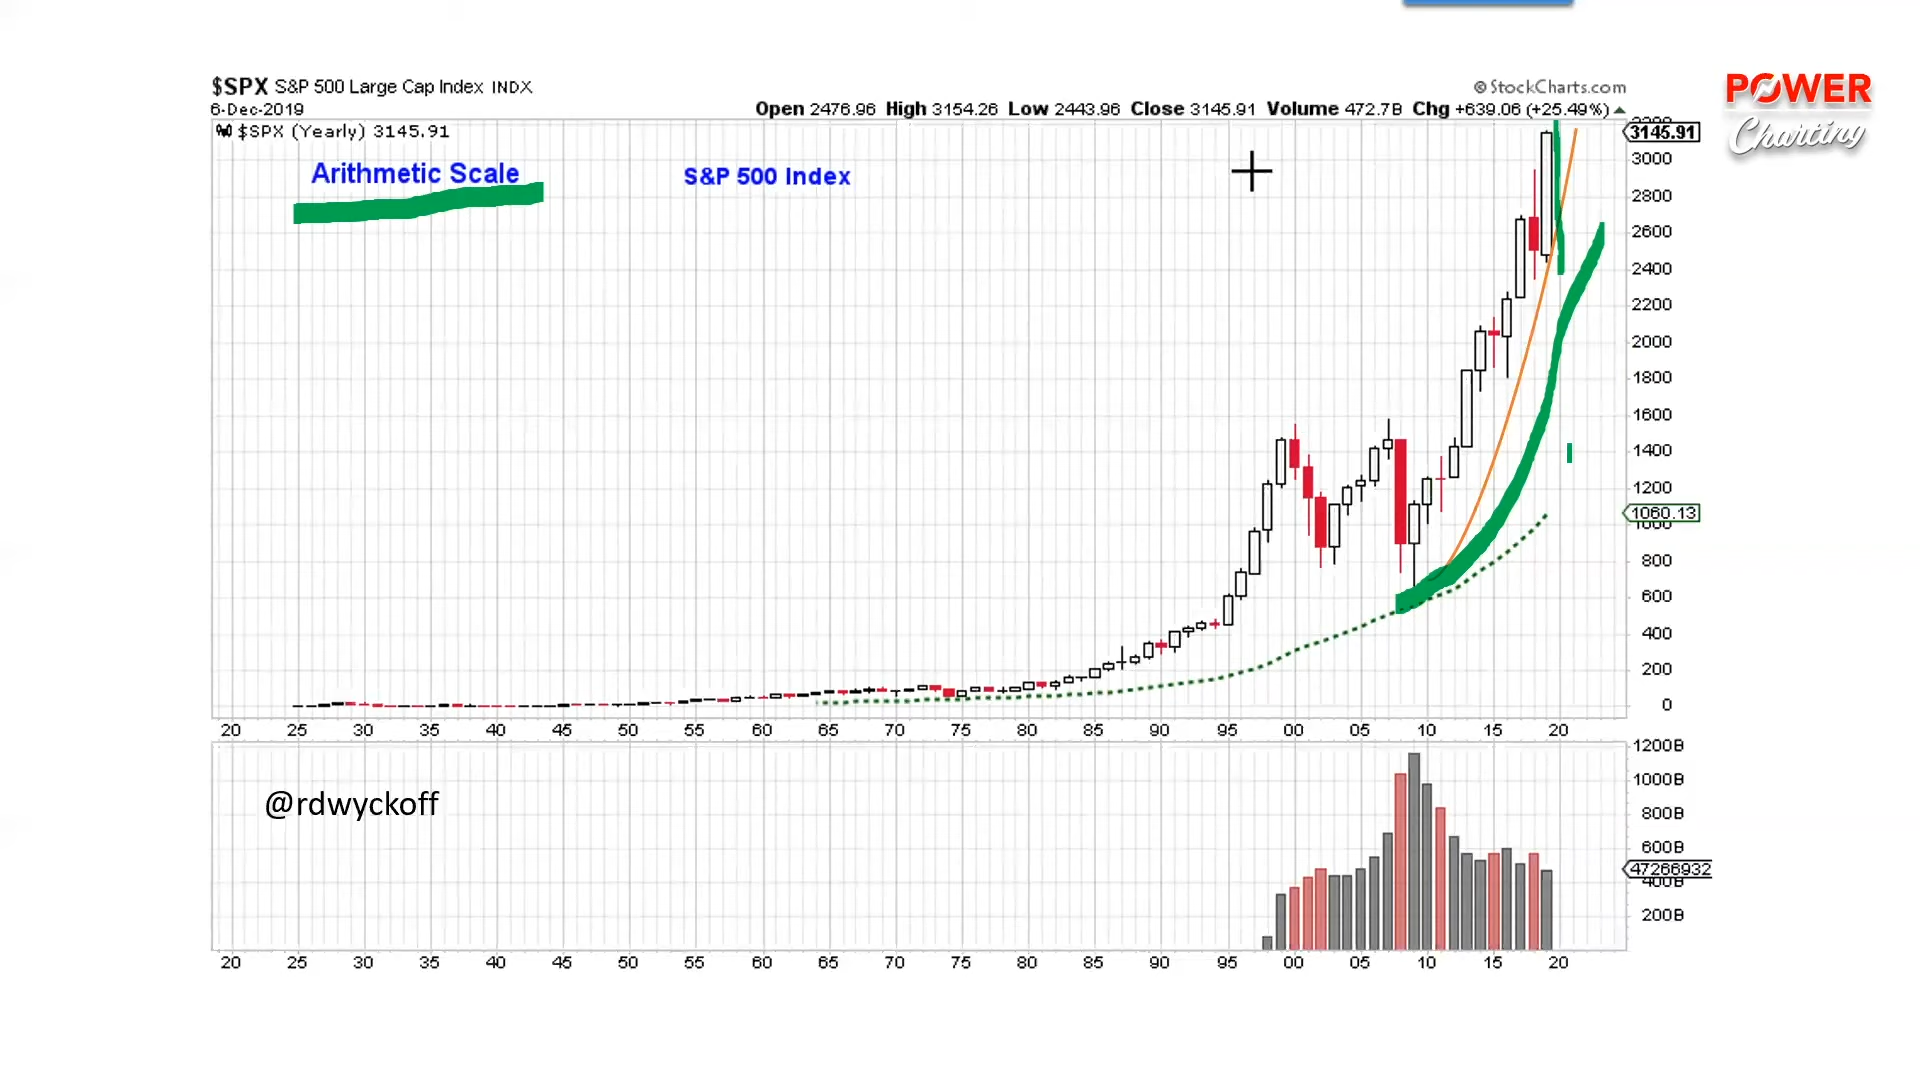 $SPX S&P 500 Large Cap Index INDX
© StockCharts.com
POWER
Charting
6-Dec-2019
Open 2476.96 High 3154.26 Low 2443.96 Close 3145.91 Volume 472.7B Chg +639.06 (+25.49%)
$SPX (Yearly) 3145.91
Arithmetic Scale
S&P 500 Index
3145.91
3000
2800
2600
2400
2200
2000
1800
1600
1400
1200
1060.13
1000
800
600
400
200
0
20 25 30 35 40 45 50 55 60 65 70 75 80 85 90 95 00 05 10 15 20
1200B
1000B
800B
600B
47266932
400B
200B
@rdwyckoff
20 25 30 35 40 45 50 55 60 65 70 75 80 85 90 95 00 05 10 15 20